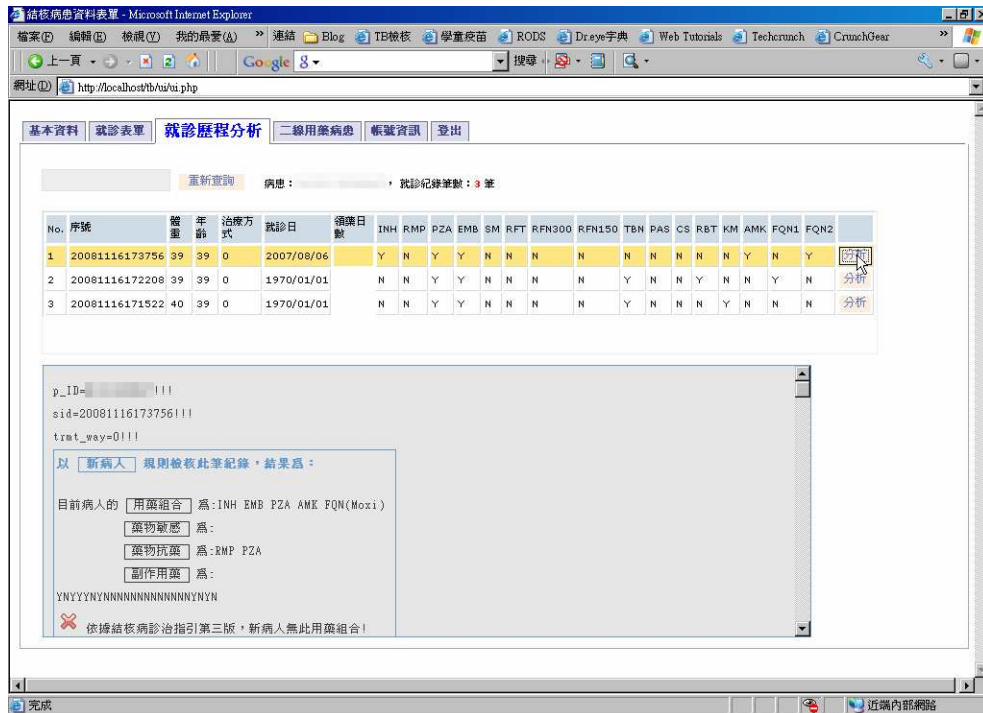 結核病患資料表單 - Microsoft Internet Explorer
檔案(F) 編輯(E) 檢視(V) 我的最愛(A) » 連結 Blog TB檢核 學童疫苗 RODS Dr.eye字典 Web Tutorials Techcrunch CrunchGear »
上一頁 Google 搜尋
網址(D) http://localhost/tb/ui/ui.php
基本資料 就診表單 就診歷程分析 二線用藥病患 帳號資訊 登出
重新查詢 病患: ,就診紀錄筆數:3 筆
No. 序號 體重 年齡 治療方式 就診日 領藥日數 INH RMP PZA EMB SM RFT RFN300 RFN150 TBN PAS CS RBT KM AMK FQN1 FQN2
1 20081116173756 39 39 0 2007/08/06 Y N Y Y N N N N N N N N N Y N Y 分析
2 20081116172208 39 39 0 1970/01/01 N N Y Y N N N N Y N N Y N N Y N 分析
3 20081116171522 40 39 0 1970/01/01 N N Y Y N N N N Y N N N Y N N N 分析
p_ID= !!!
sid=20081116173756!!!
trmt_way=0!!!
以 新病人 規則檢核此筆紀錄,結果為:
目前病人的 用藥組合 為:INH EMB PZA AMK FQN(Moxi)
藥物敏感 為:
藥物抗藥 為:RMP PZA
副作用藥 為:
YNYYYNYNNNNNNNNNNNNNYNYN
依據結核病診治指引第三版,新病人無此用藥組合!
完成 近端內部網路